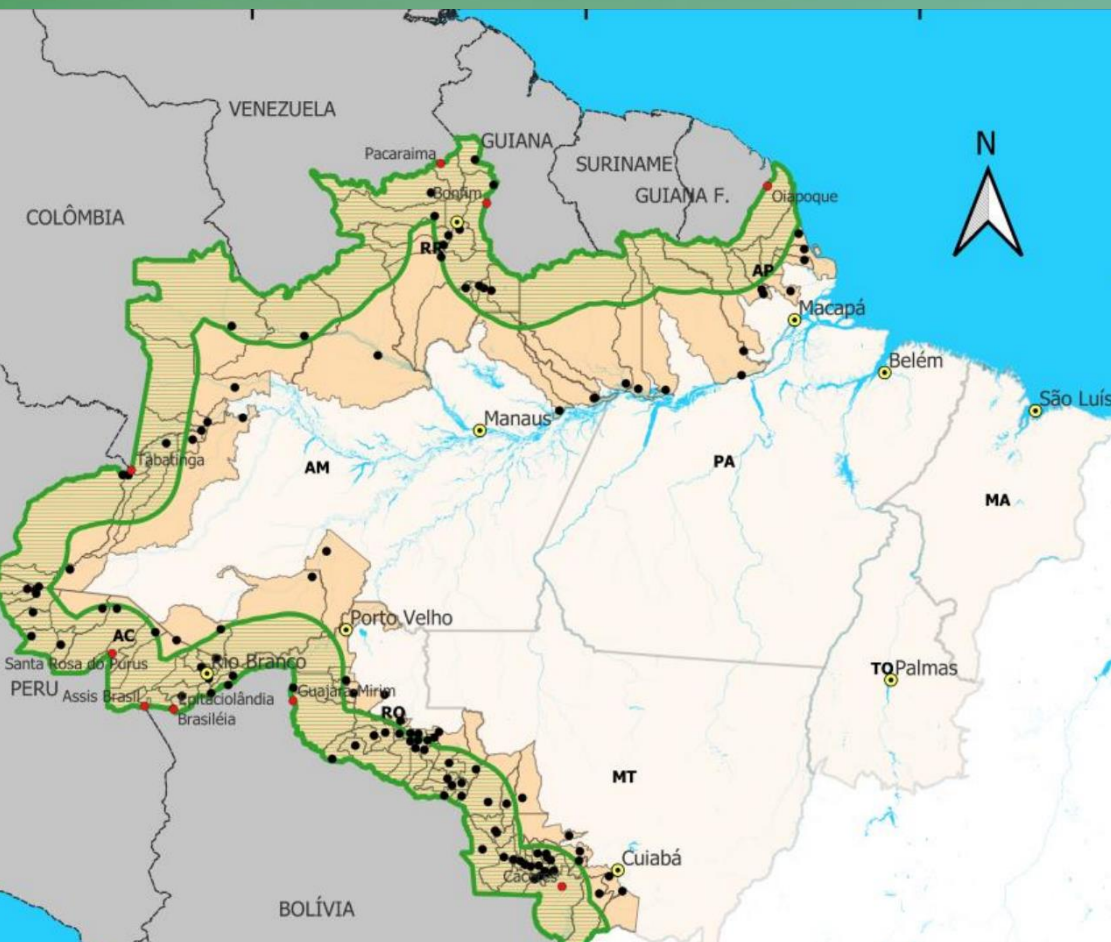 N
VENEZUELA
GUIANA
Pacaraima
SURINAME
Bonfim
GUIANA F.
Oiapoque
COLÔMBIA
RR
AP
Macapá
Belém
São Luís
Manaus
Tabatinga
AM
PA
MA
Porto Velho
AC
Santa Rosa do Purus
Rio Branco
TO
Palmas
PERU
Assis Brasil
Epitaciolândia
Guajará-Mirim
Brasiléia
RO
MT
Cuiabá
Cáceres
BOLÍVIA